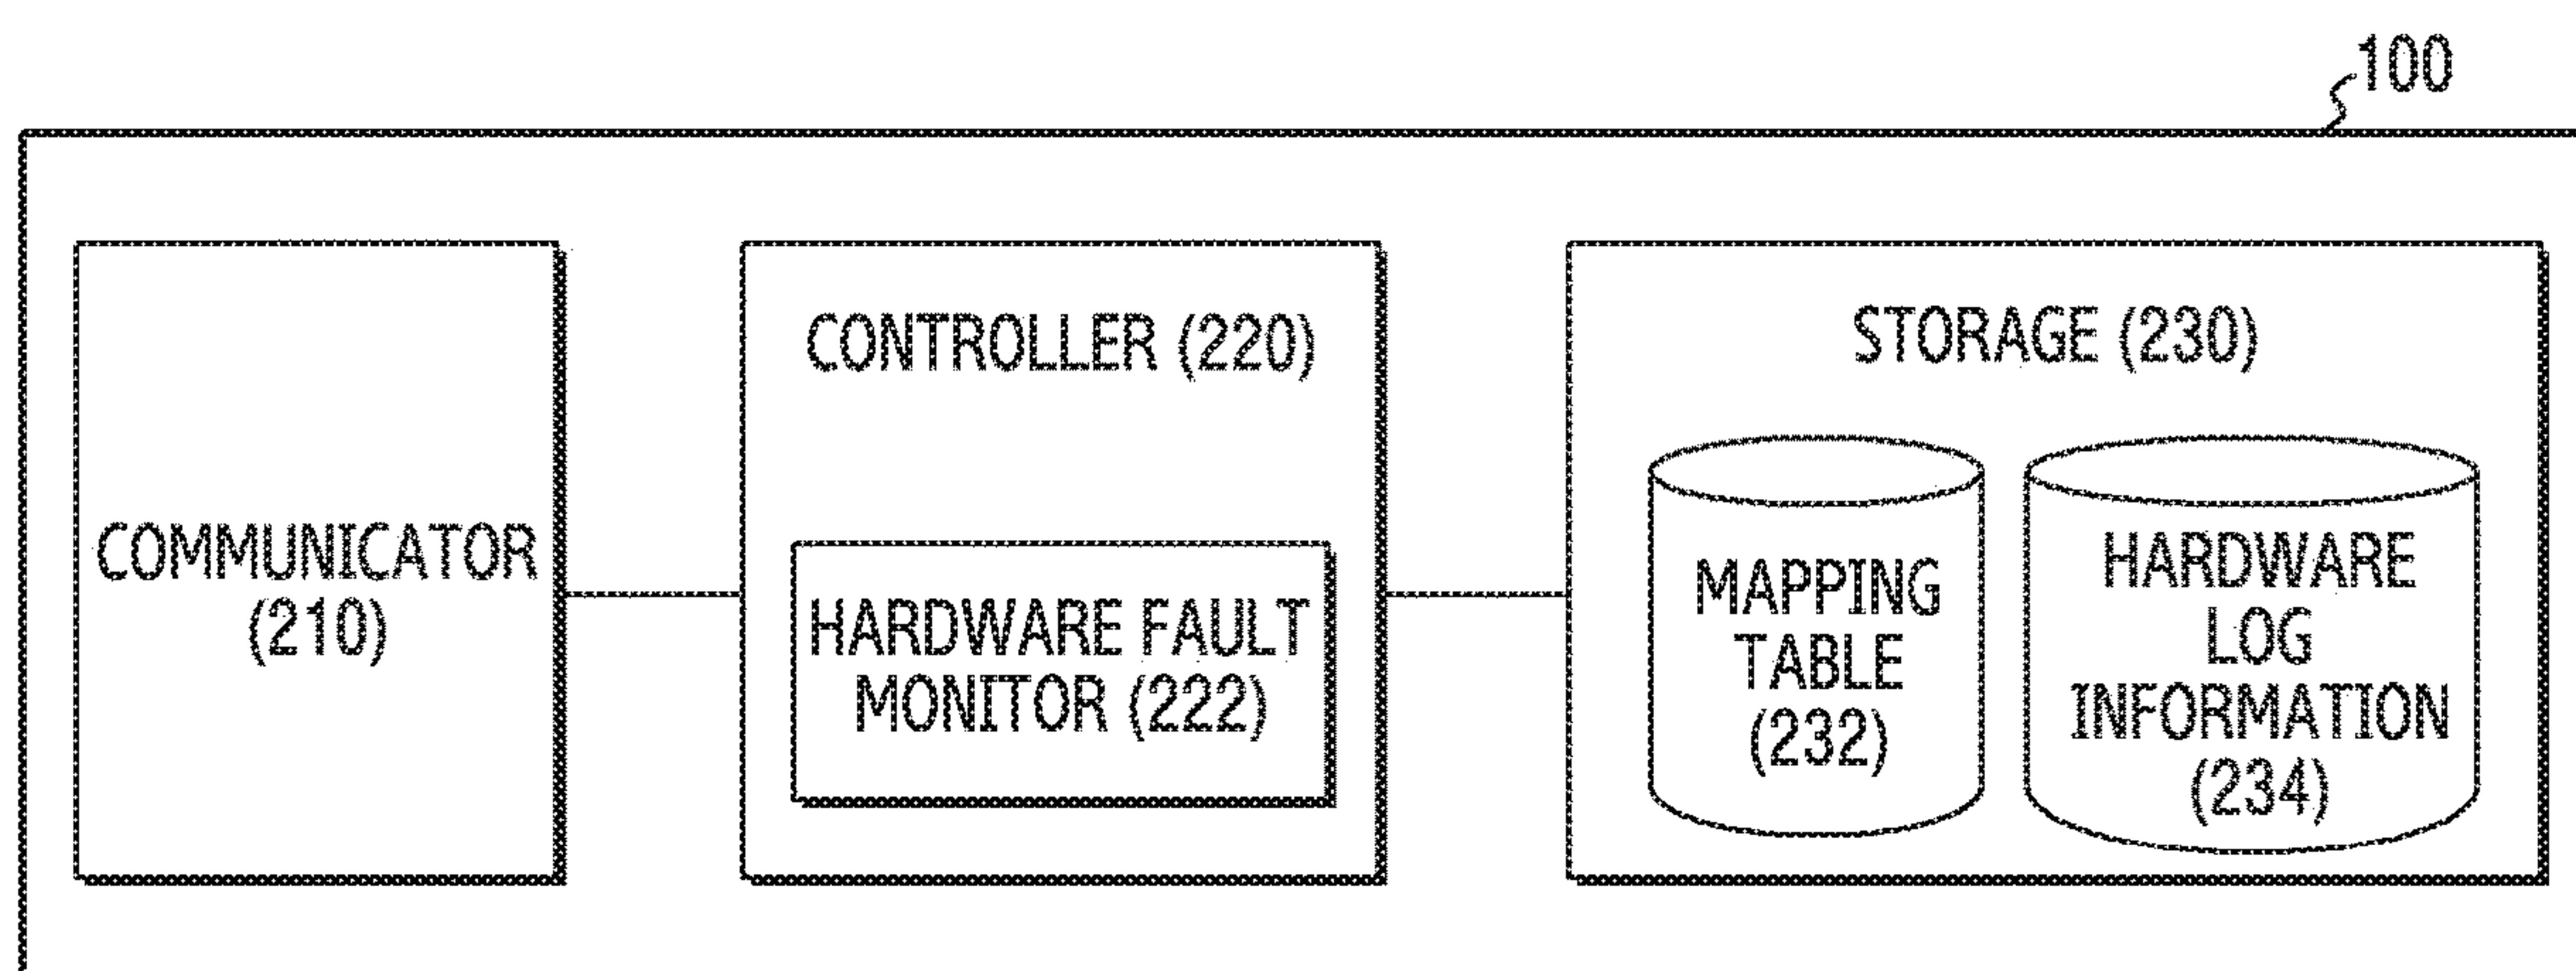 100
COMMUNICATOR
(210)
CONTROLLER (220)
HARDWARE FAULT
MONITOR (222)
STORAGE (230)
MAPPING
TABLE
(232)
HARDWARE
LOG
INFORMATION
(234)